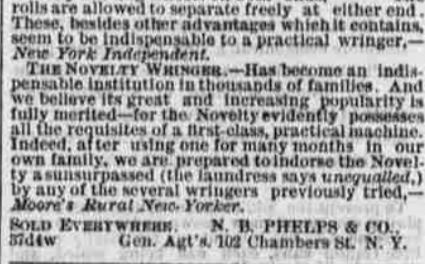 rolls are allowed to separate freely at either end.
These, besides other advantages which it contains,
seem to be indispensable to a practical wringer,—
New York Independent.
THE NOVELTY WRINGER.—Has become an indis-
pensable institution in thousands of families. And
we believe its great and increasing popularity is
fully merited—for the Novelty evidently possesses
all the requisites of a first-class, practical machine.
Indeed, after using one for many months in our
own family, we are prepared to indorse the Novel-
ty asunsurpassed (the laundress says unequalled,)
by any of the several wringers previously tried,—
Moore's Rural New-Yorker.
SOLD EVERYWHERE. N. B. PHELPS & CO.,
37d4w Gen. Agt's. 102 Chambers St. N. Y.